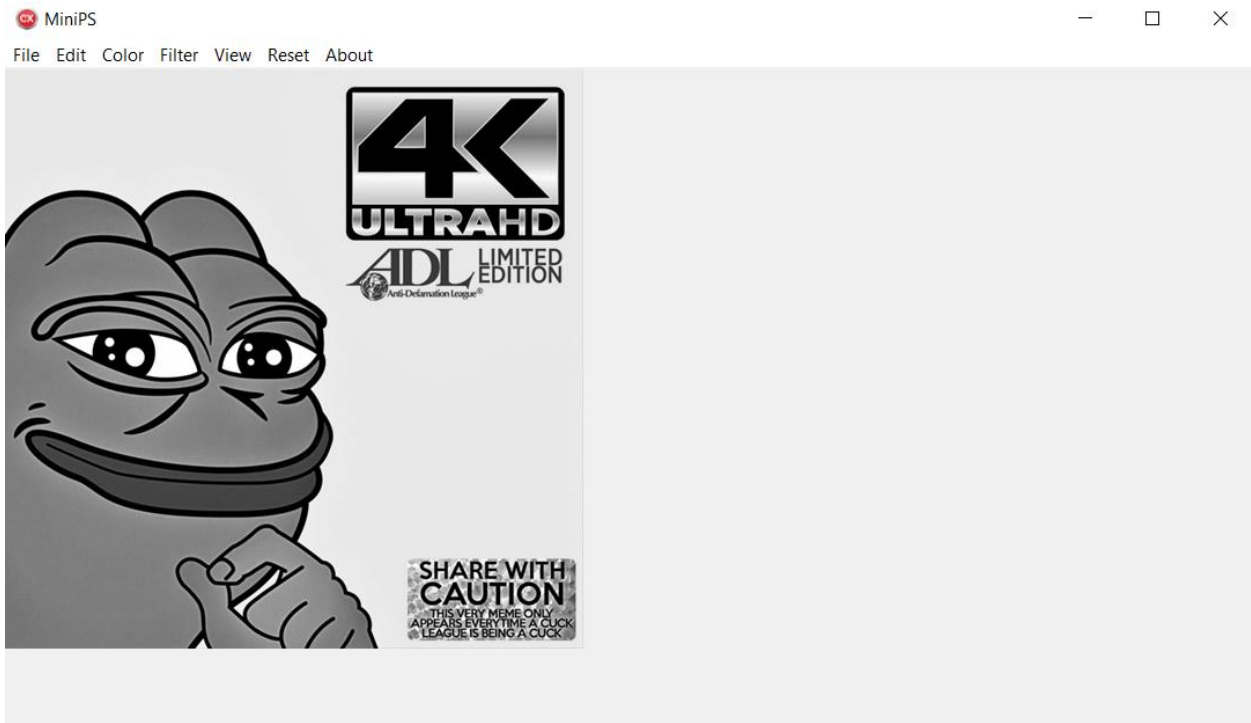 MiniPS
File Edit Color Filter View Reset About
4K
ULTRAHD
ADL LIMITED
EDITION
Anti-Defamation League®
SHARE WITH
CAUTION
THIS VERY MEME ONLY
APPEARS EVERYTIME A CUCK
LEAGUE IS BEING A CUCK